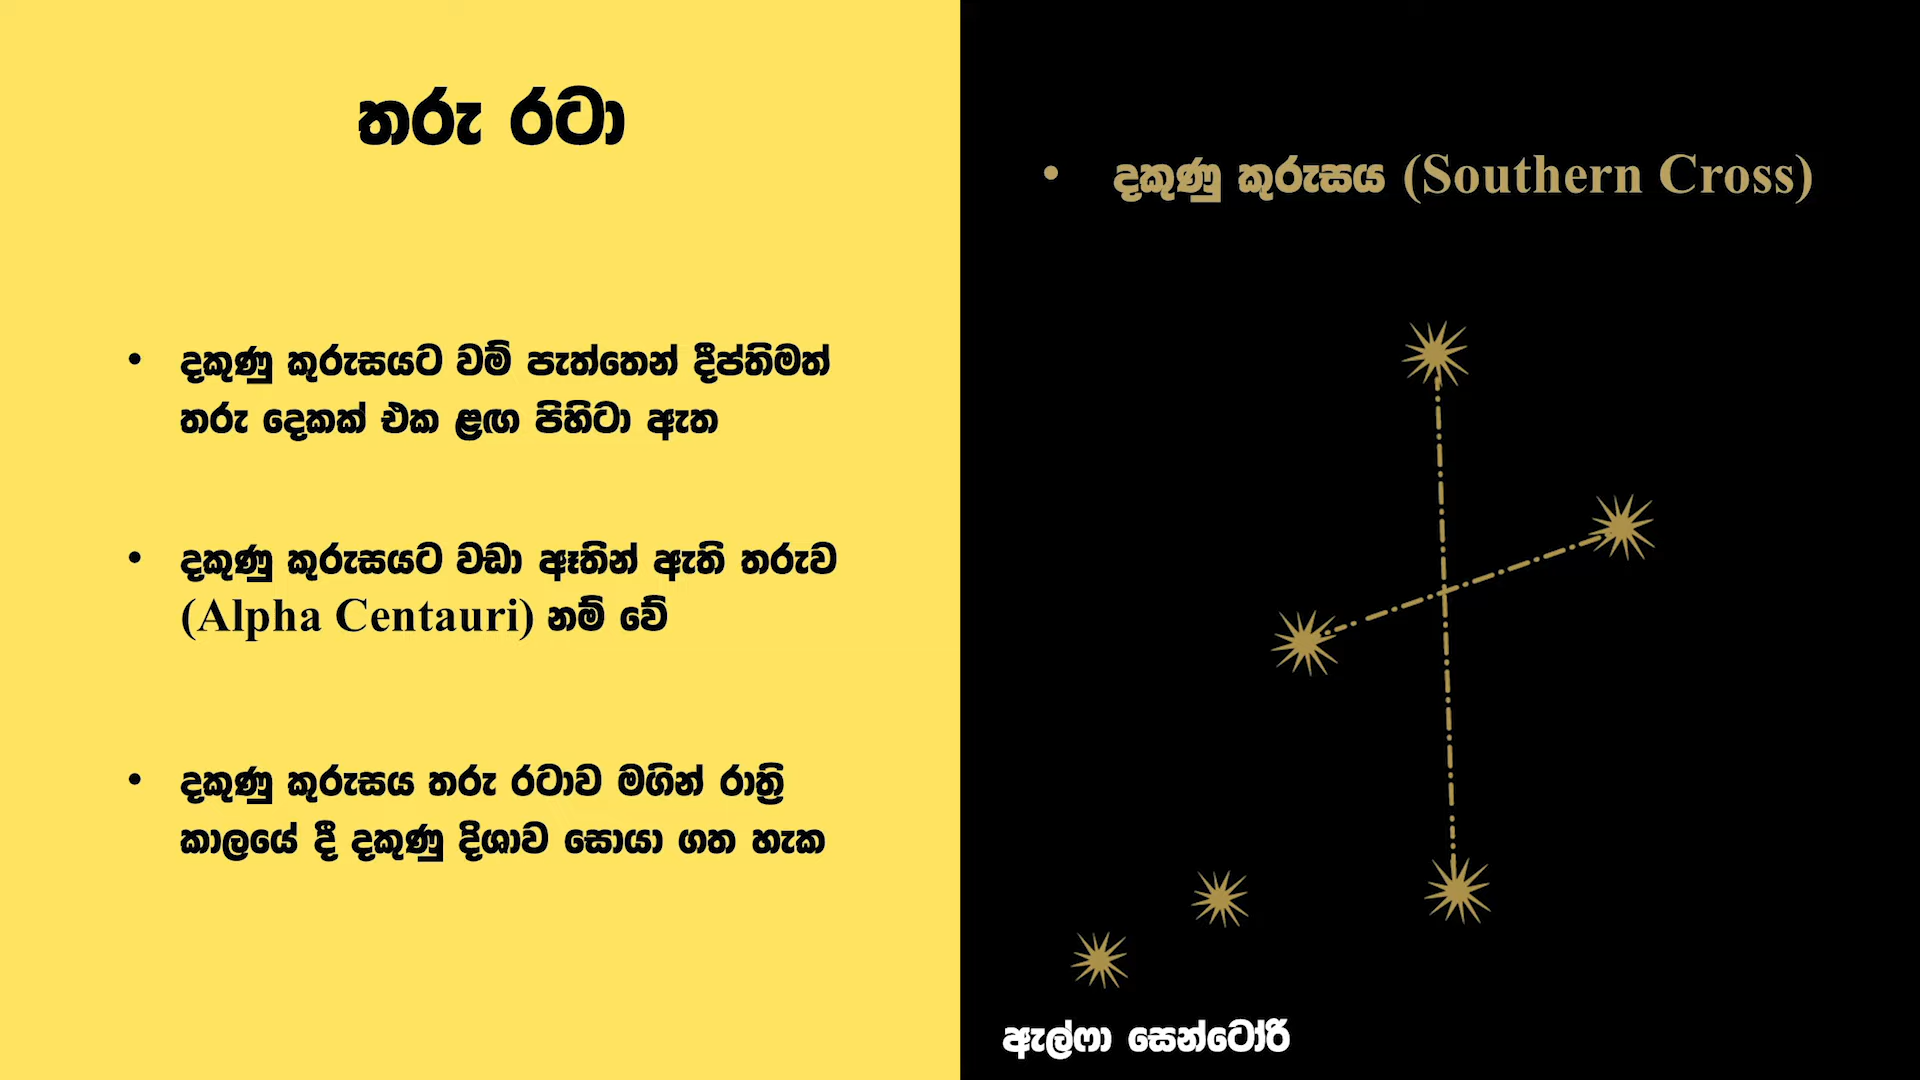 තරු රටා
• දකුණු කුරුසයට වම් පැත්තෙන් දීප්තිමත්
තරු දෙකක් එක ළඟ පිහිටා ඇත
• දකුණු කුරුසයට වඩා ඈතින් ඇති තරුව
(Alpha Centauri) නම් වේ
• දකුණු කුරුසය තරු රටාව මගින් රාත්‍රි
කාලයේ දී දකුණු දිශාව සොයා ගත හැක
• දකුණු කුරුසය (Southern Cross)
ඇල්ෆා සෙන්ටෝරි